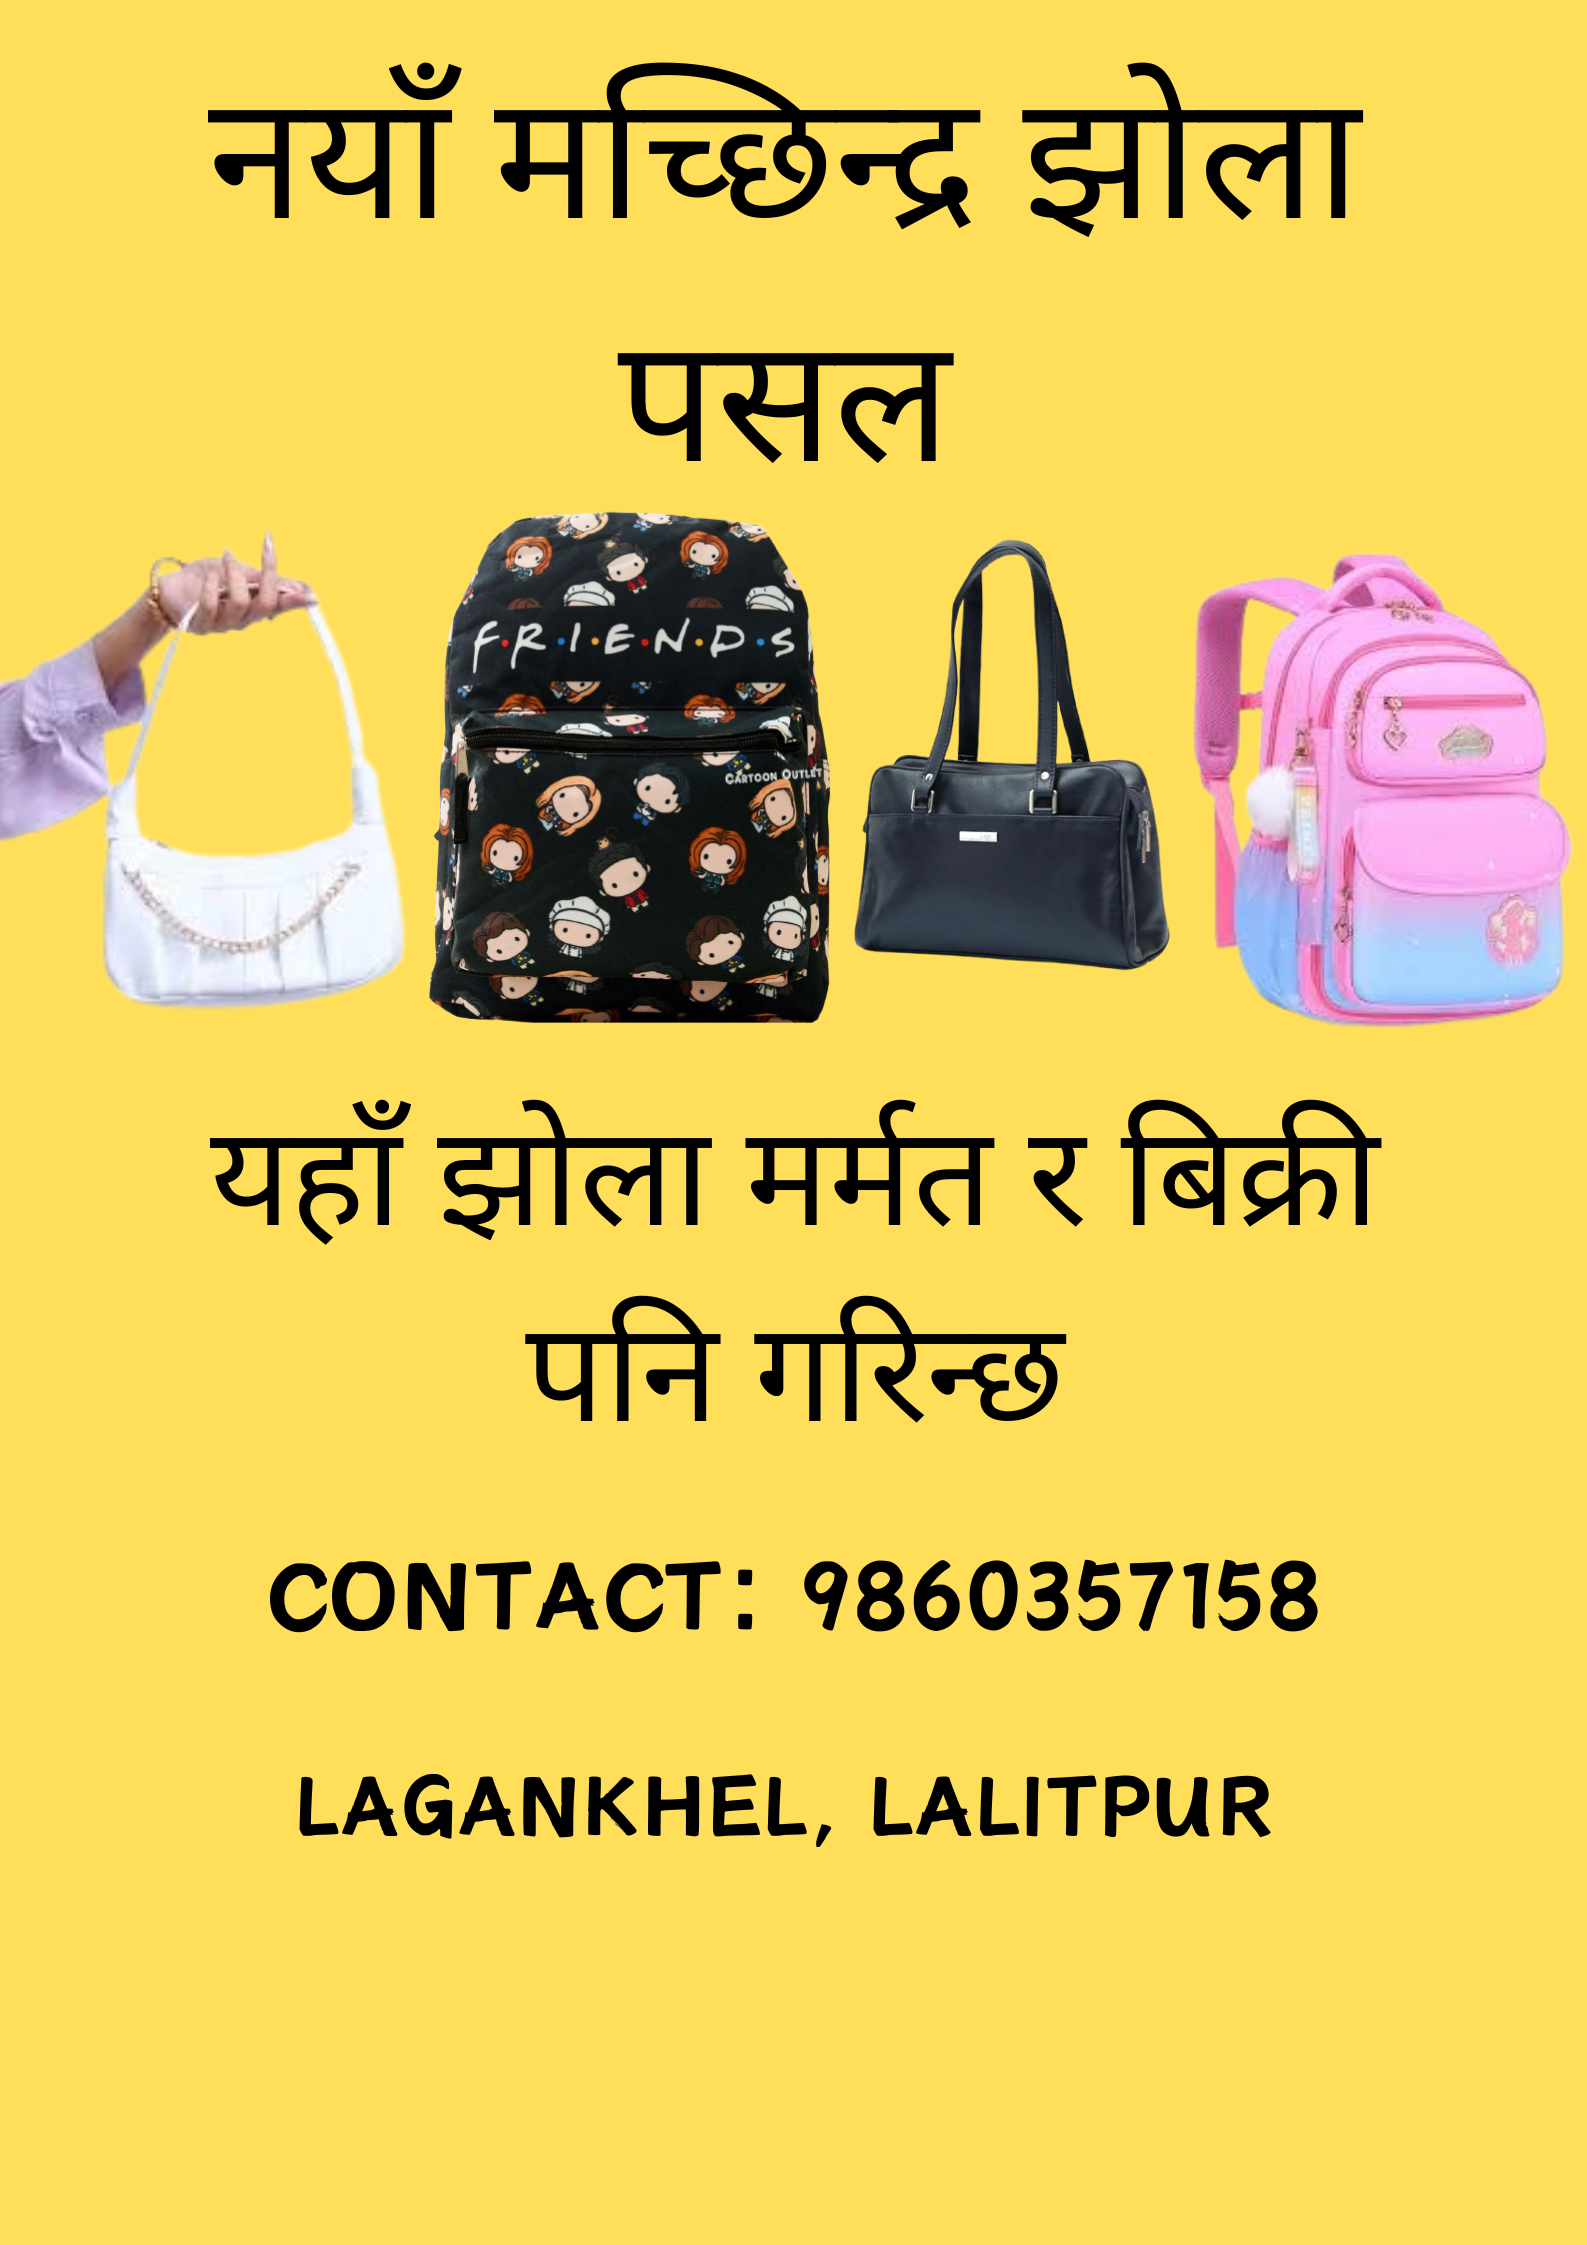 नयाँ मच्छिन्द्र झोला
पसल
F·R·I·E·N·D·S
CARTOON OUTLET
यहाँ झोला मर्मत र बिक्री
पनि गरिन्छ
CONTACT: 9860357158
LAGANKHEL, LALITPUR